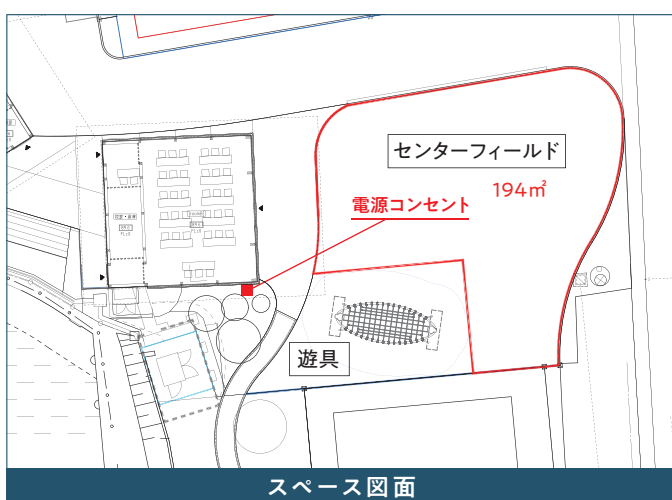 センターフィールド
194㎡
電源コンセント
遊具
スペース図面